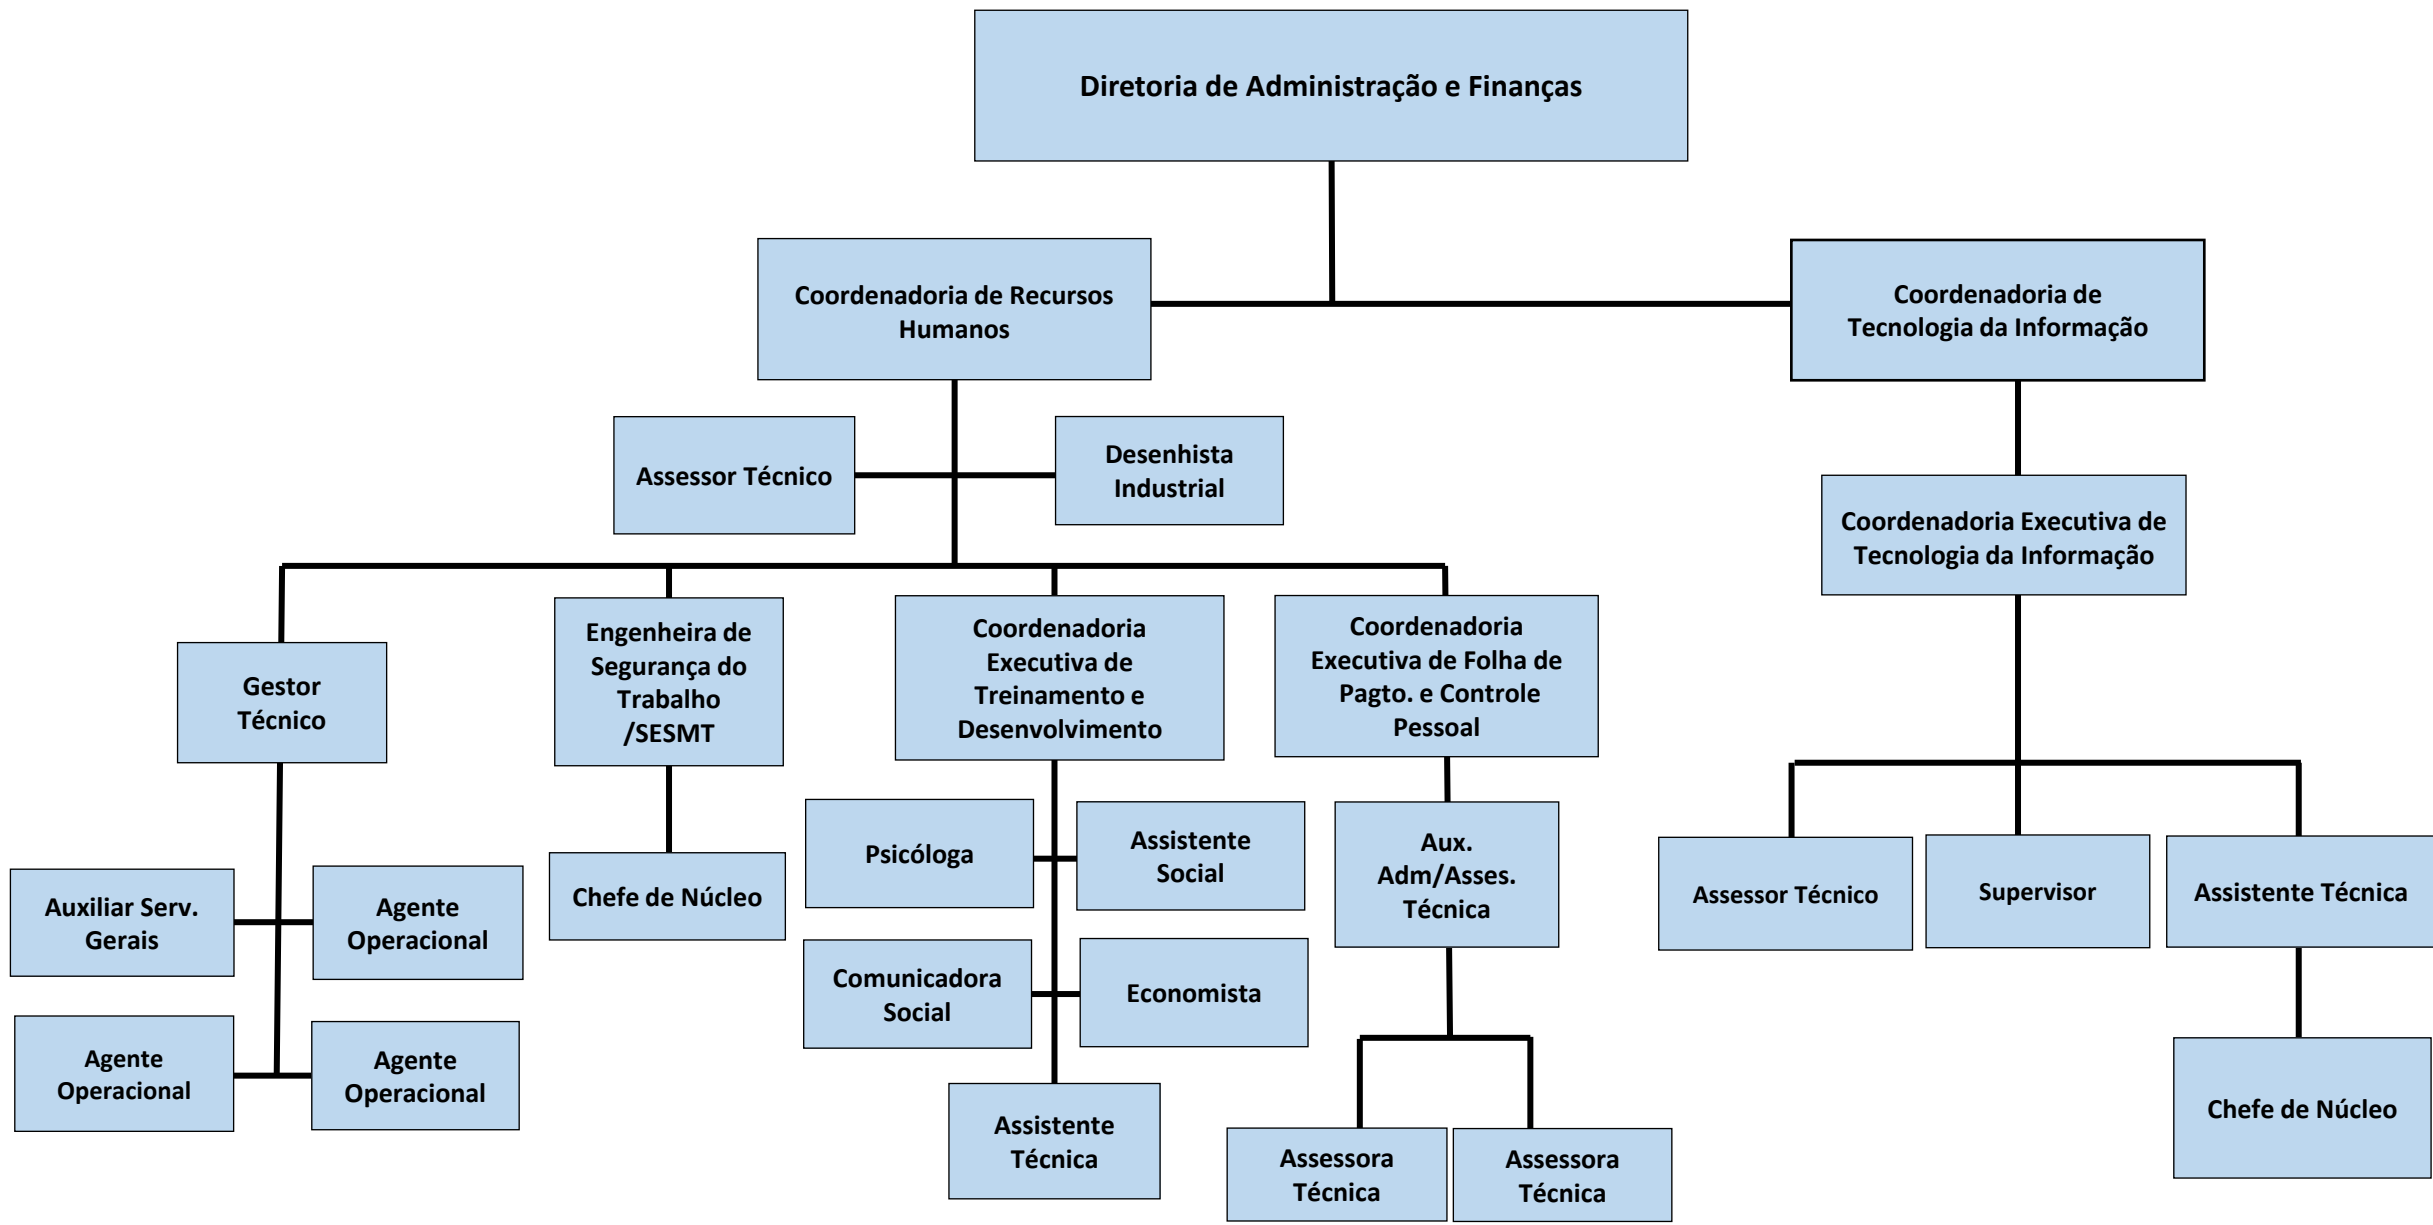 Diretoria de Administração e Finanças
Coordenadoria de Recursos
Humanos
Coordenadoria de
Tecnologia da Informação
Assessor Técnico
Desenhista
Industrial
Coordenadoria Executiva de
Tecnologia da Informação
Gestor
Técnico
Engenheira de
Segurança do
Trabalho
/SESMT
Coordenadoria
Executiva de
Treinamento e
Desenvolvimento
Coordenadoria
Executiva de Folha de
Pagto. e Controle
Pessoal
Auxiliar Serv.
Gerais
Agente
Operacional
Chefe de Núcleo
Psicóloga
Assistente
Social
Aux.
Adm/Asses.
Técnica
Assessor Técnico
Supervisor
Assistente Técnica
Comunicadora
Social
Economista
Agente
Operacional
Agente
Operacional
Assistente
Técnica
Assessora
Técnica
Assessora
Técnica
Chefe de Núcleo